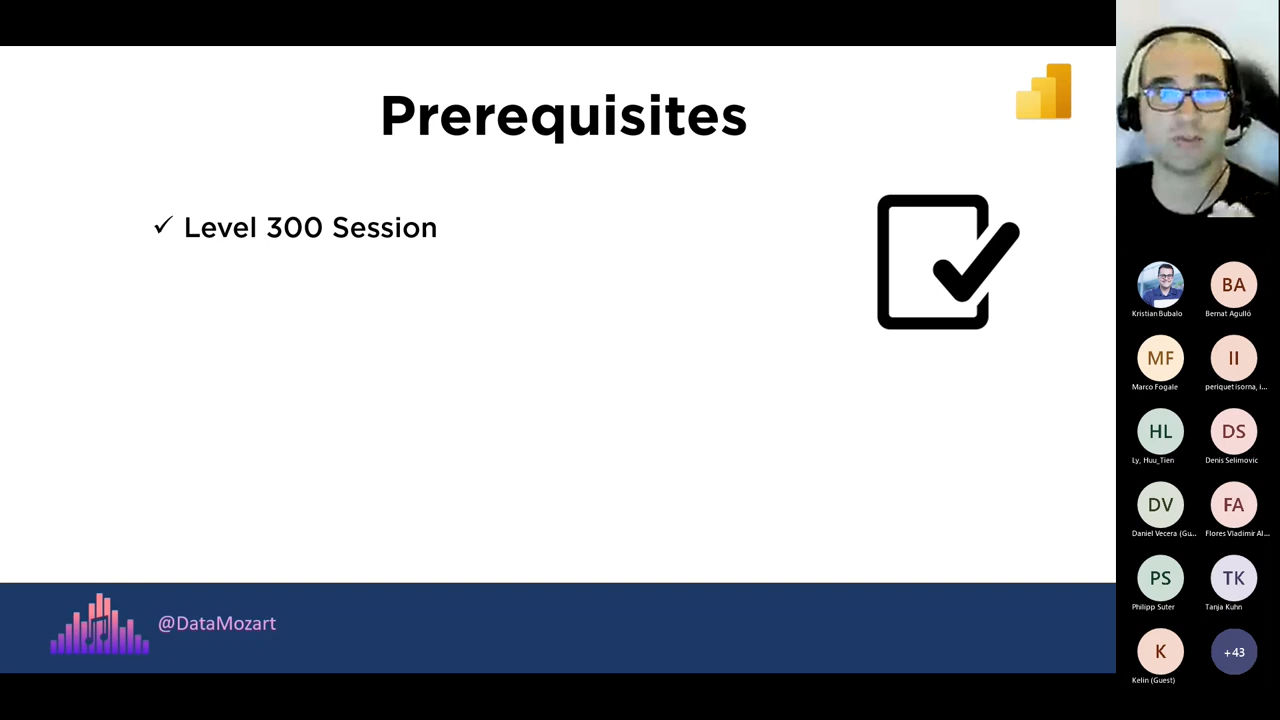 Prerequisites
✓ Level 300 Session
@DataMozart
Kristian Bubalo
BA
Bernat Agulló
MF
Marco Fogale
II
periquet isorna, i...
HL
Ly, Huu_Tien
DS
Denis Selimovic
DV
Daniel Vecera (Gu...
FA
Flores Vladimir Al...
PS
Philipp Suter
TK
Tanja Kuhn
K
Kelin (Guest)
+43